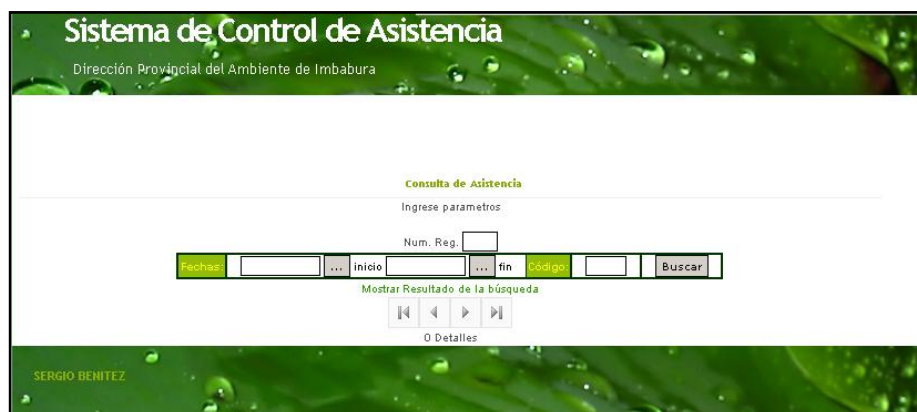 Sistema de Control de Asistencia
Dirección Provincial del Ambiente de Imbabura
Consulta de Asistencia
Ingrese parametros
Num. Reg.
Fechas: ... inicio ... fin Código: Buscar
Mostrar Resultado de la búsqueda
0 Detalles
SERGIO BENITEZ